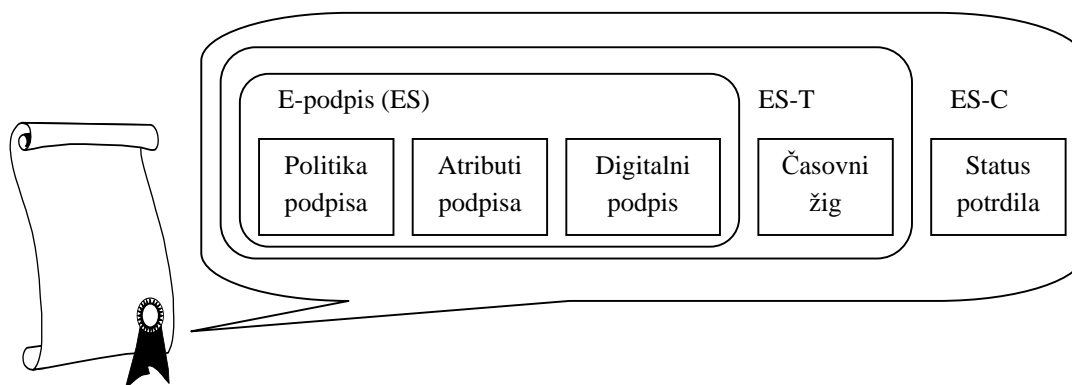 E-podpis (ES)
ES-T
ES-C
Politika
podpisa
Atributi
podpisa
Digitalni
podpis
Časovni
žig
Status
potrdila